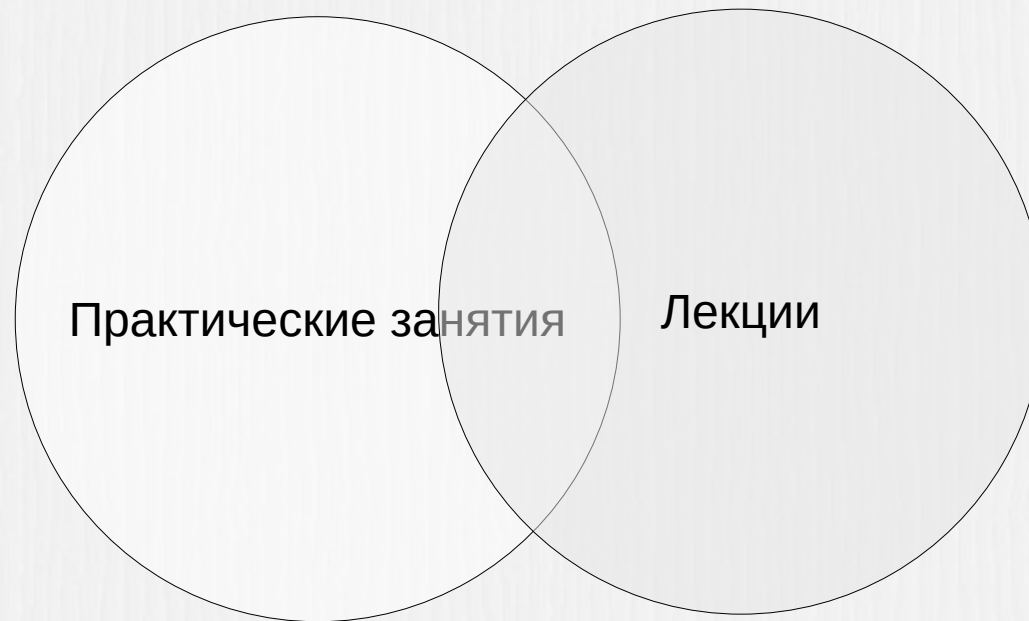 Практические занятия
Лекции